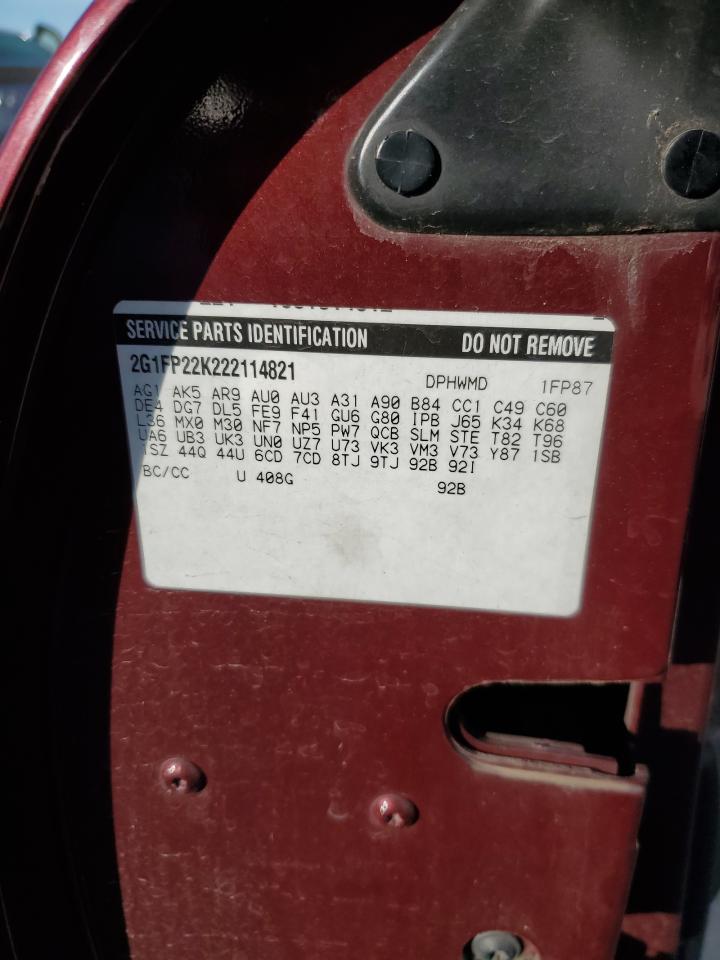 SERVICE PARTS IDENTIFICATION DO NOT REMOVE
2G1FP22K222114821 DPHWMD 1FP87
AG1 AK5 AR9 AU0 AU3 A31 A90 B84 CC1 C49 C60
DE4 DG7 DL5 FE9 F41 GU6 G80 IPB J65 K34 K68
L36 MX0 M30 NF7 NP5 PW7 QCB SLM STE T82 T96
UA6 UB3 UK3 UN0 UZ7 U73 VK3 VM3 V73 Y87 1SB
1SZ 44Q 44U 6CD 7CD 8TJ 9TJ 92B 92I
BC/CC U 408G 92B